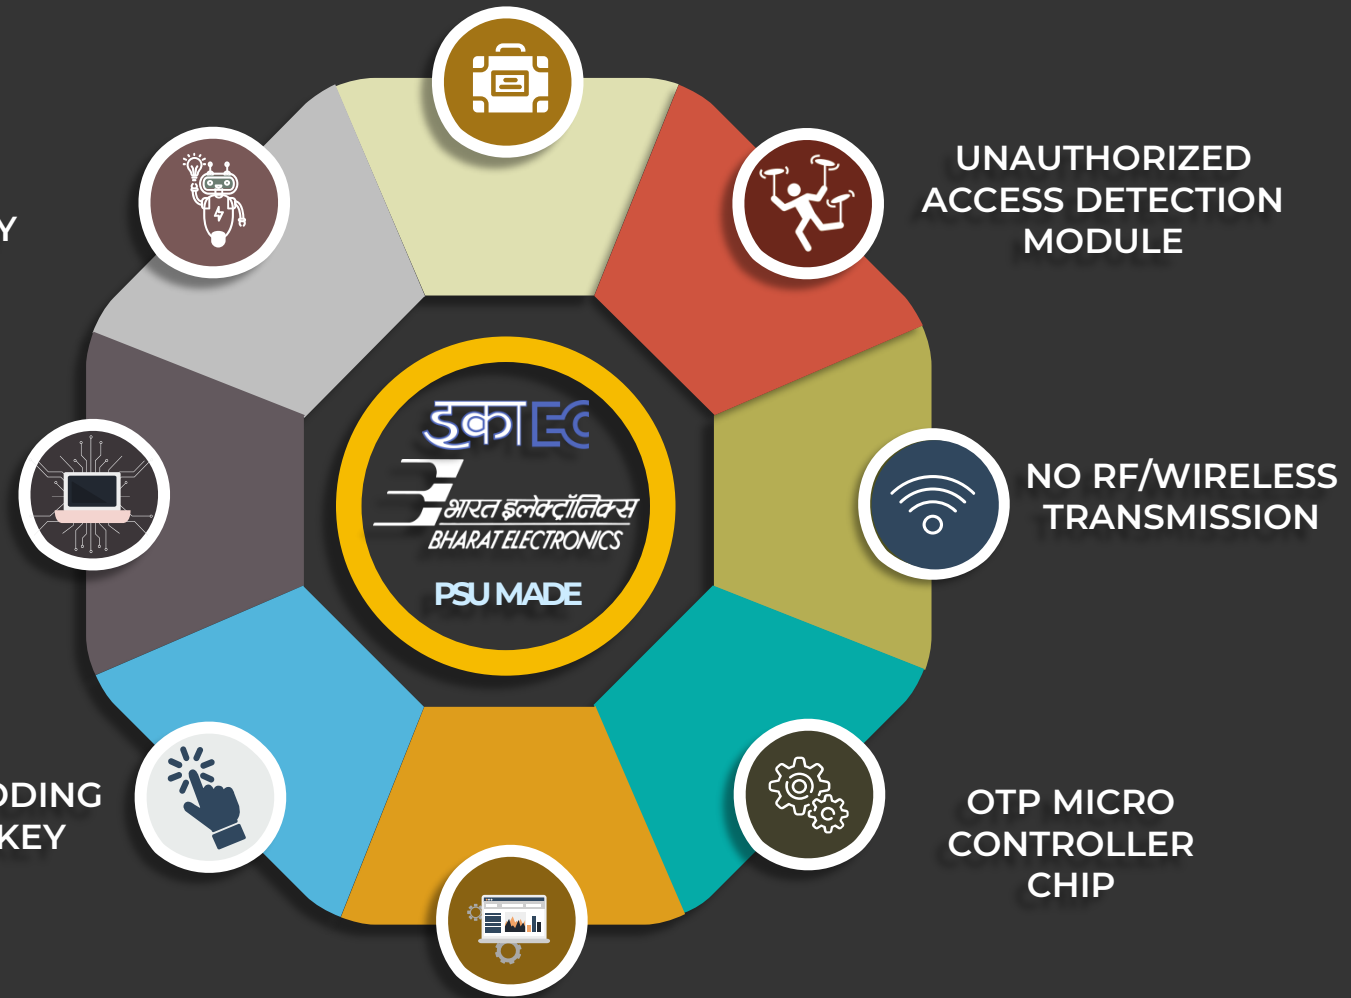 UNAUTHORIZED
ACCESS DETECTION
MODULE
Y
इका EC
NO RF/WIRELESS
TRANSMISSION
भारत इलेक्ट्रॉनिक्स
BHARAT ELECTRONICS
PSU MADE
KEY
OTP MICRO
CONTROLLER
CHIP